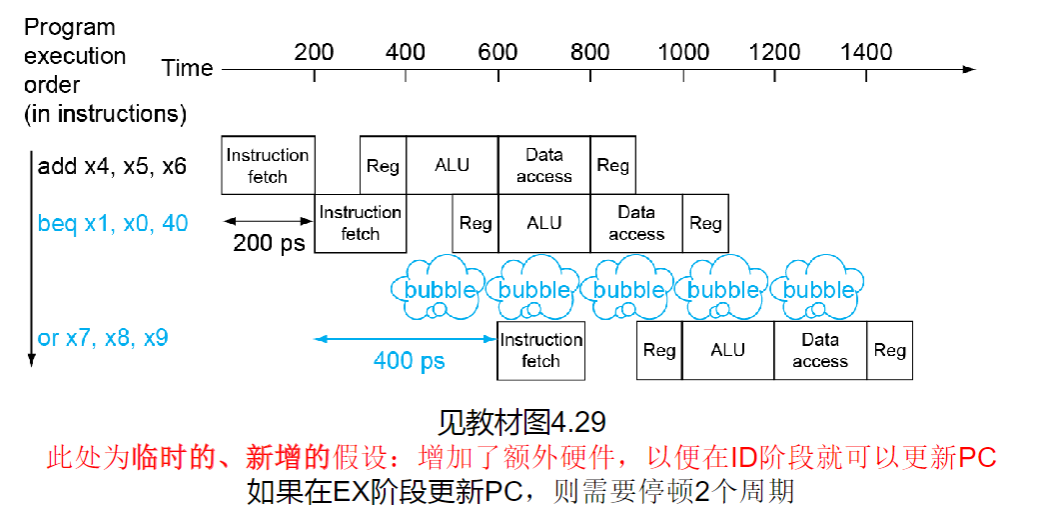 Program
execution
order
(in instructions)
Time
200 400 600 800 1000 1200 1400
add x4, x5, x6
Instruction
fetch
Reg
ALU
Data
access
Reg
beq x1, x0, 40
200 ps
Instruction
fetch
Reg
ALU
Data
access
Reg
bubble bubble bubble bubble bubble
or x7, x8, x9
400 ps
Instruction
fetch
Reg
ALU
Data
access
Reg
见教材图4.29
此处为临时的、新增的假设：增加了额外硬件，以便在ID阶段就可以更新PC
如果在EX阶段更新PC，则需要停顿2个周期